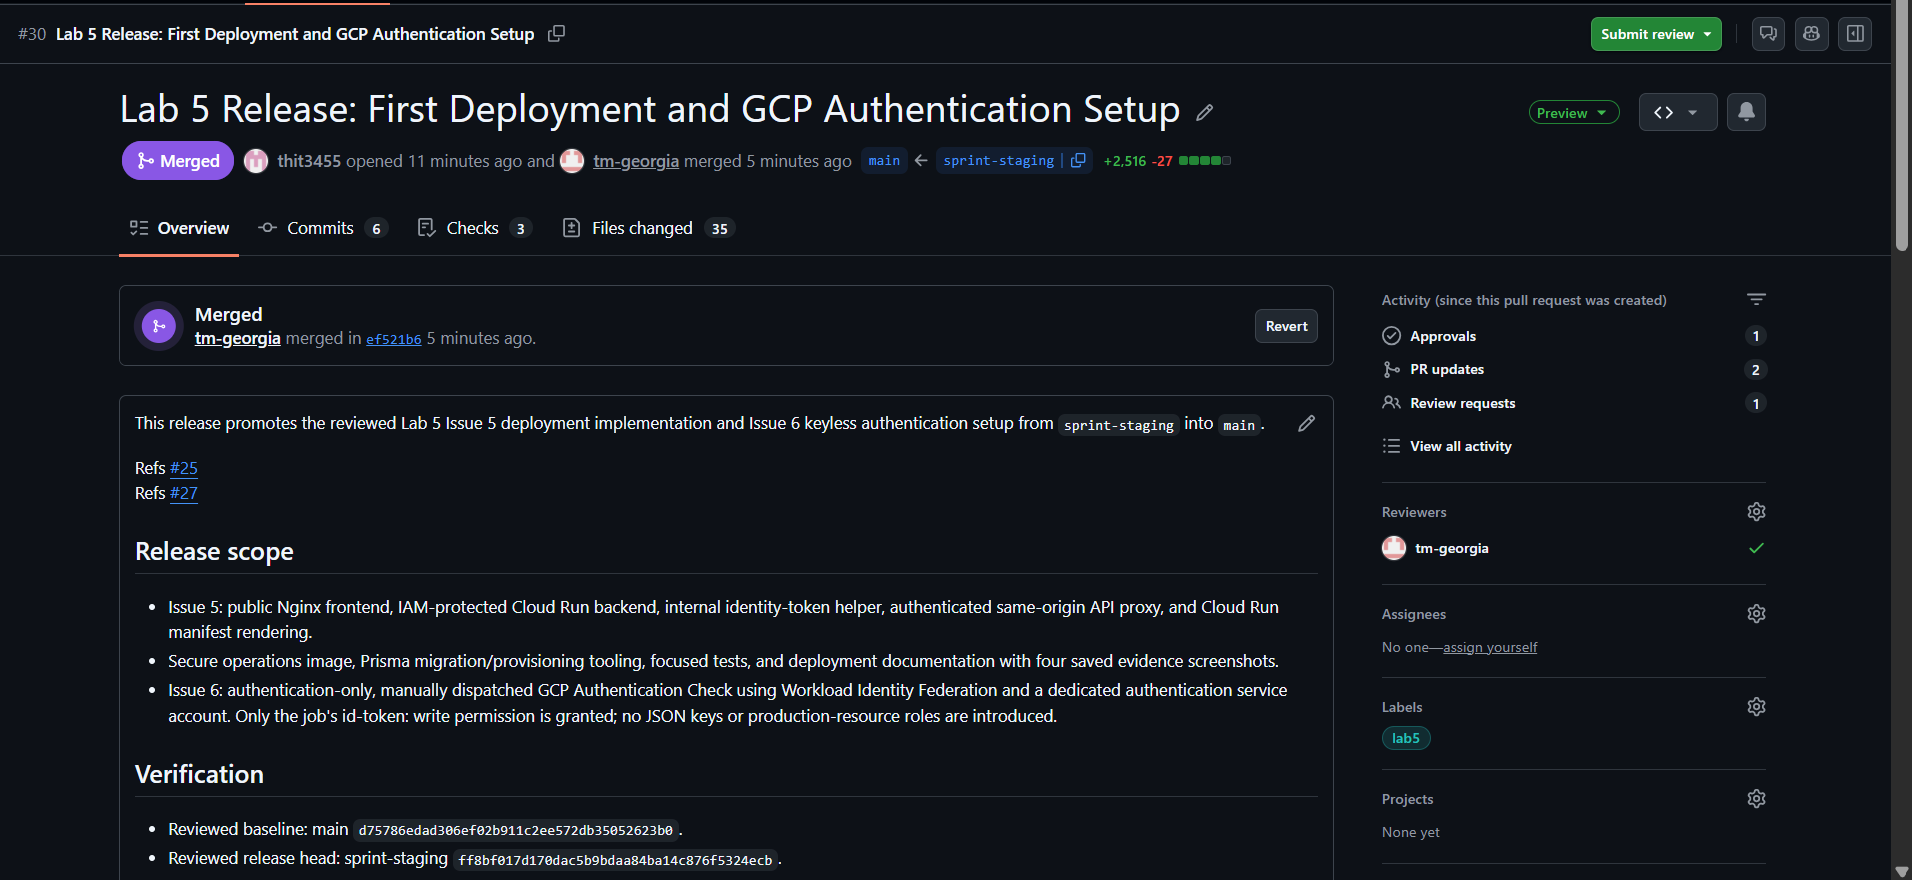 #30 Lab 5 Release: First Deployment and GCP Authentication Setup
Submit review
Lab 5 Release: First Deployment and GCP Authentication Setup
Preview
Merged thit3455 opened 11 minutes ago and tm-georgia merged 5 minutes ago main ← sprint-staging +2,516 -27
Overview Commits 6 Checks 3 Files changed 35
Merged
tm-georgia merged in ef521b6 5 minutes ago.
Revert
This release promotes the reviewed Lab 5 Issue 5 deployment implementation and Issue 6 keyless authentication setup from sprint-staging into main.
Refs #25
Refs #27
Release scope
• Issue 5: public Nginx frontend, IAM-protected Cloud Run backend, internal identity-token helper, authenticated same-origin API proxy, and Cloud Run
manifest rendering.
• Secure operations image, Prisma migration/provisioning tooling, focused tests, and deployment documentation with four saved evidence screenshots.
• Issue 6: authentication-only, manually dispatched GCP Authentication Check using Workload Identity Federation and a dedicated authentication service
account. Only the job's id-token: write permission is granted; no JSON keys or production-resource roles are introduced.
Verification
• Reviewed baseline: main d75786edad306ef02b911c2ee572db35052623b0.
• Reviewed release head: sprint-staging ff8bf017d170dac5b9bdaa84ba14c876f5324ecb.
Activity (since this pull request was created)
Approvals 1
PR updates 2
Review requests 1
View all activity
Reviewers
tm-georgia
Assignees
No one—assign yourself
Labels
lab5
Projects
None yet